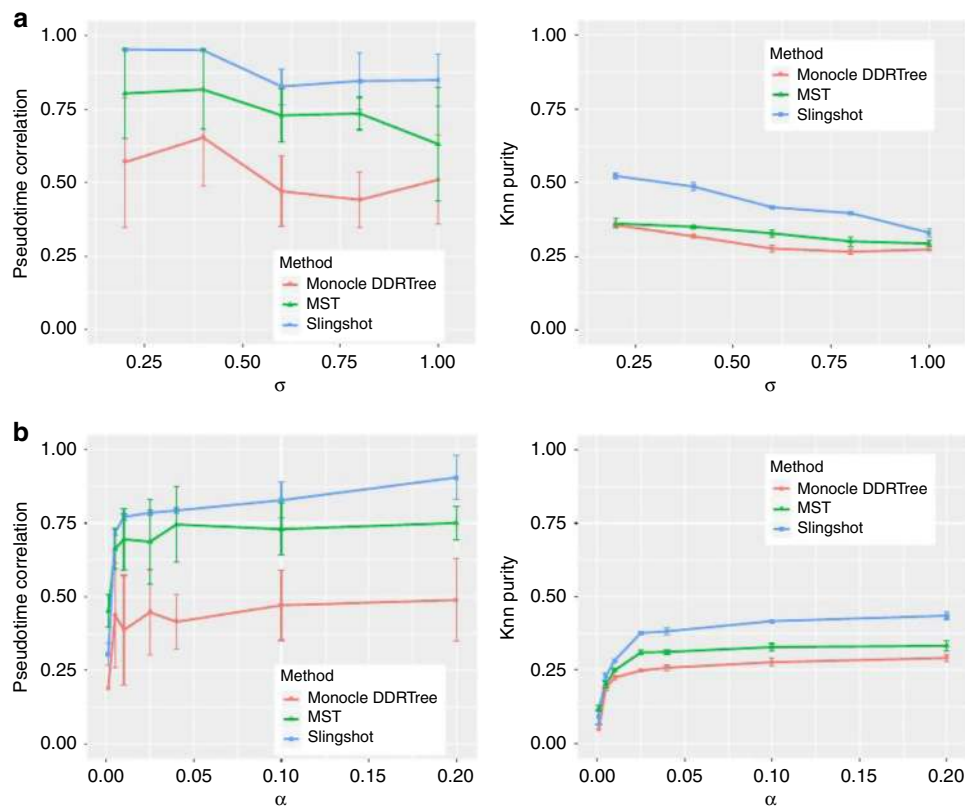 a
Pseudotime correlation
1.00
0.75
0.50
0.25
0.00
0.25
0.50
0.75
1.00
σ
Method
Monocle DDRTree
MST
Slingshot
Knn purity
1.00
0.75
0.50
0.25
0.00
0.25
0.50
0.75
1.00
σ
Method
Monocle DDRTree
MST
Slingshot
b
Pseudotime correlation
1.00
0.75
0.50
0.25
0.00
0.00
0.05
0.10
0.15
0.20
α
Method
Monocle DDRTree
MST
Slingshot
Knn purity
1.00
0.75
0.50
0.25
0.00
0.00
0.05
0.10
0.15
0.20
α
Method
Monocle DDRTree
MST
Slingshot